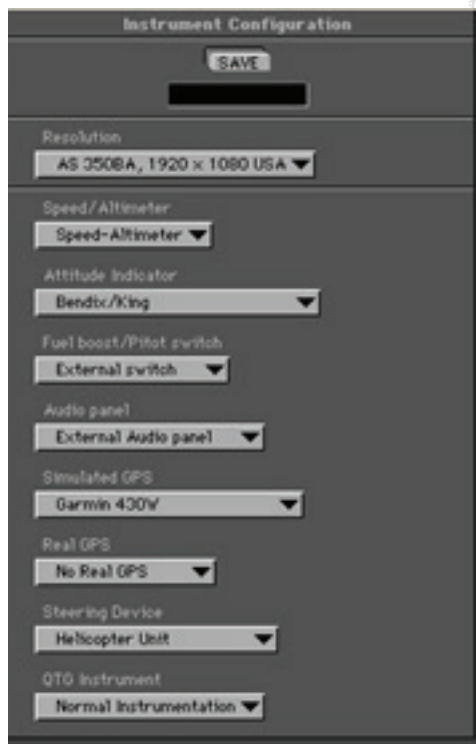 Instrument Configuration
SAVE
Resolution
AS 350BA, 1920 x 1080 USA
Speed/Altimeter
Speed-Altimeter
Attitude Indicator
Bendix/King
Fuel boost/Pitot switch
External switch
Audio panel
External Audio panel
Simulated GPS
Garmin 430W
Real GPS
No Real GPS
Steering Device
Helicopter Unit
QTG Instrument
Normal Instrumentation